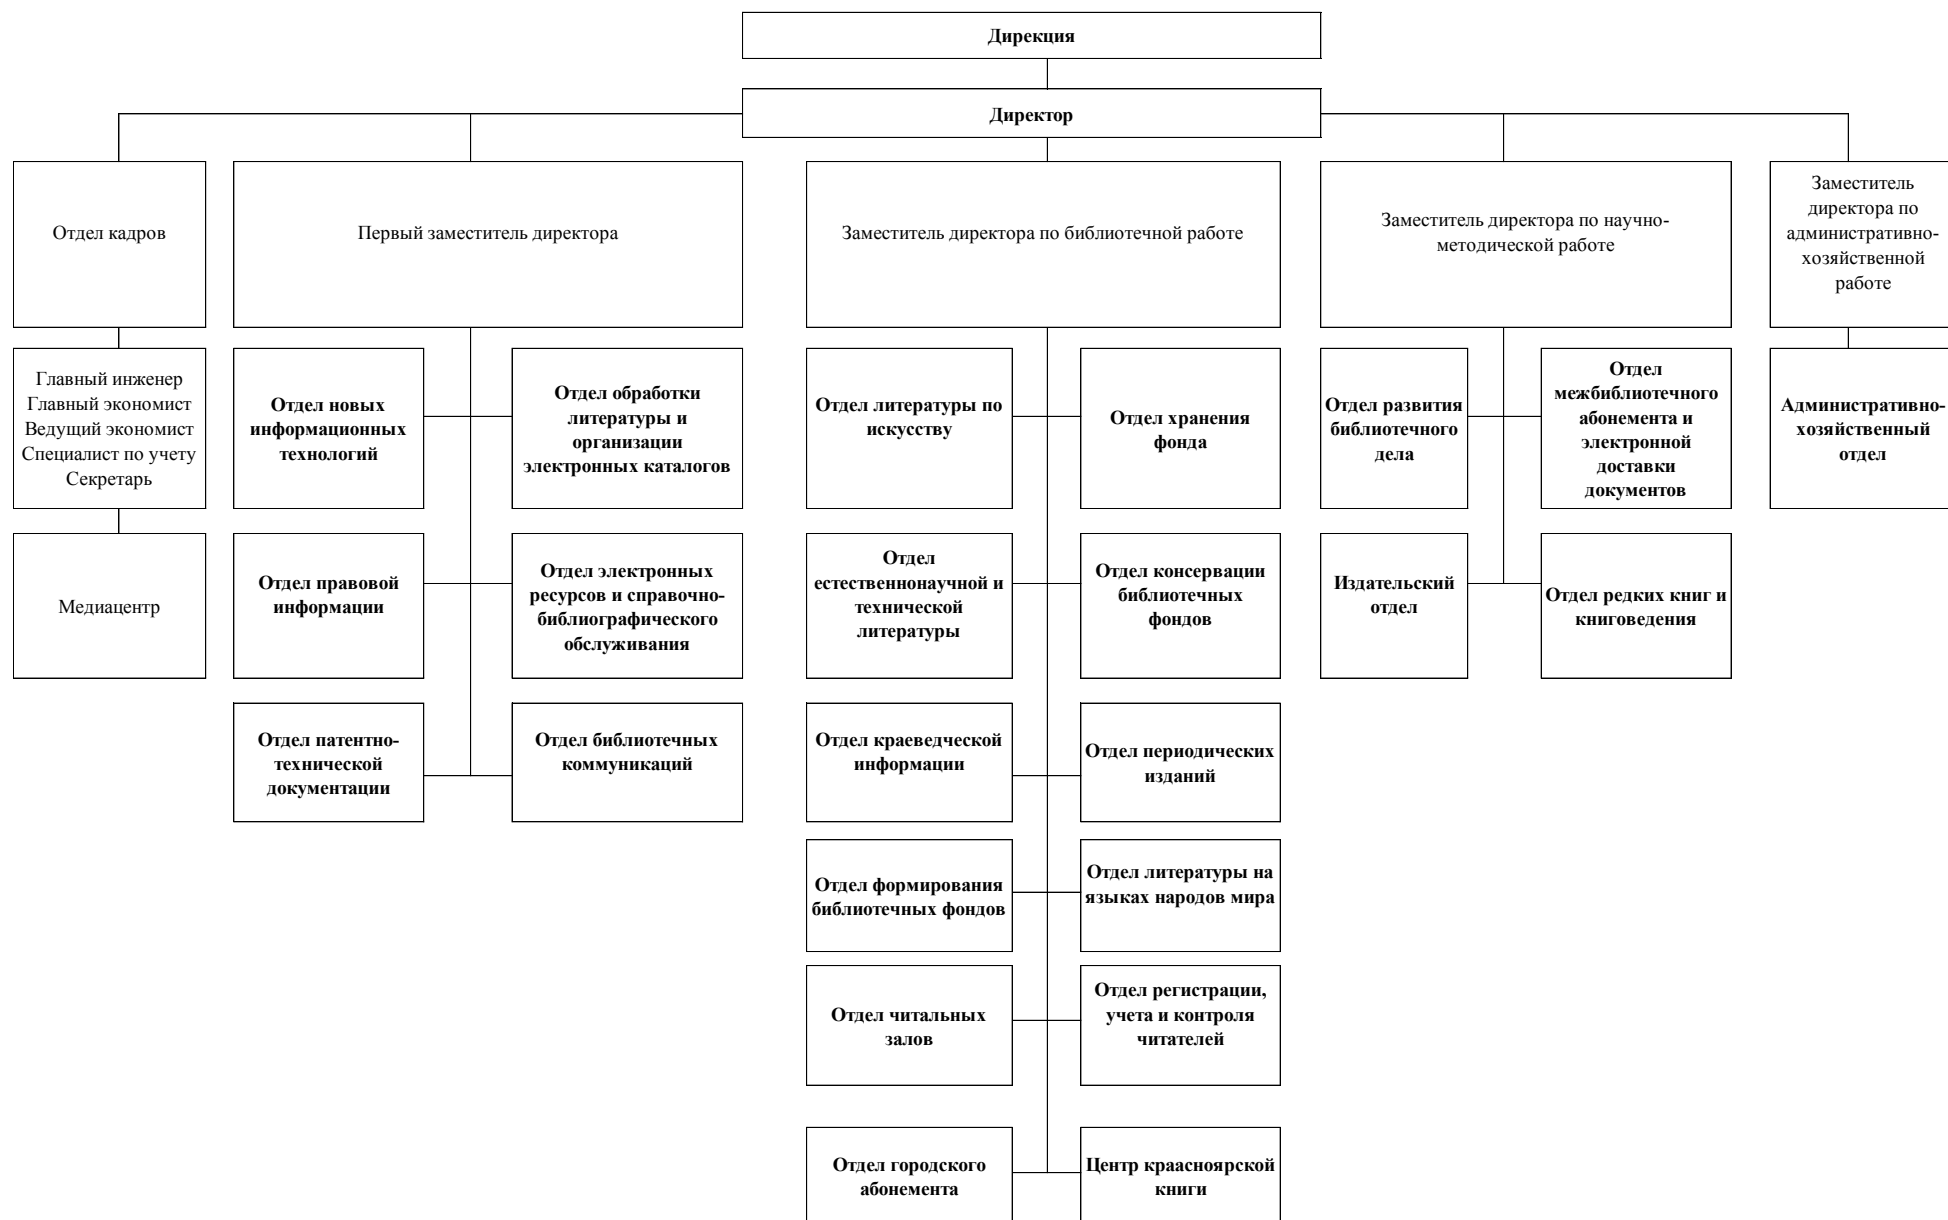 Дирекция
Директор
Отдел кадров
Первый заместитель директора
Заместитель директора по библиотечной работе
Заместитель директора по научно-
методической работе
Заместитель
директора по
административно-
хозяйственной
работе
Главный инженер
Главный экономист
Ведущий экономист
Специалист по учету
Секретарь
Отдел новых
информационных
технологий
Отдел обработки
литературы и
организации
электронных каталогов
Отдел литературы по
искусству
Отдел хранения
фонда
Отдел развития
библиотечного
дела
Отдел
межбиблиотечного
абонемента и
электронной
доставки
документов
Административно-
хозяйственный
отдел
Медиацентр
Отдел правовой
информации
Отдел электронных
ресурсов и справочно-
библиографического
обслуживания
Отдел
естественнонаучной и
технической
литературы
Отдел консервации
библиотечных
фондов
Издательский
отдел
Отдел редких книг и
книговедения
Отдел патентно-
технической
документации
Отдел библиотечных
коммуникаций
Отдел краеведческой
информации
Отдел периодических
изданий
Отдел формирования
библиотечных фондов
Отдел литературы на
языках народов мира
Отдел читальных
залов
Отдел регистрации,
учета и контроля
читателей
Отдел городского
абонемента
Центр краасноярской
книги